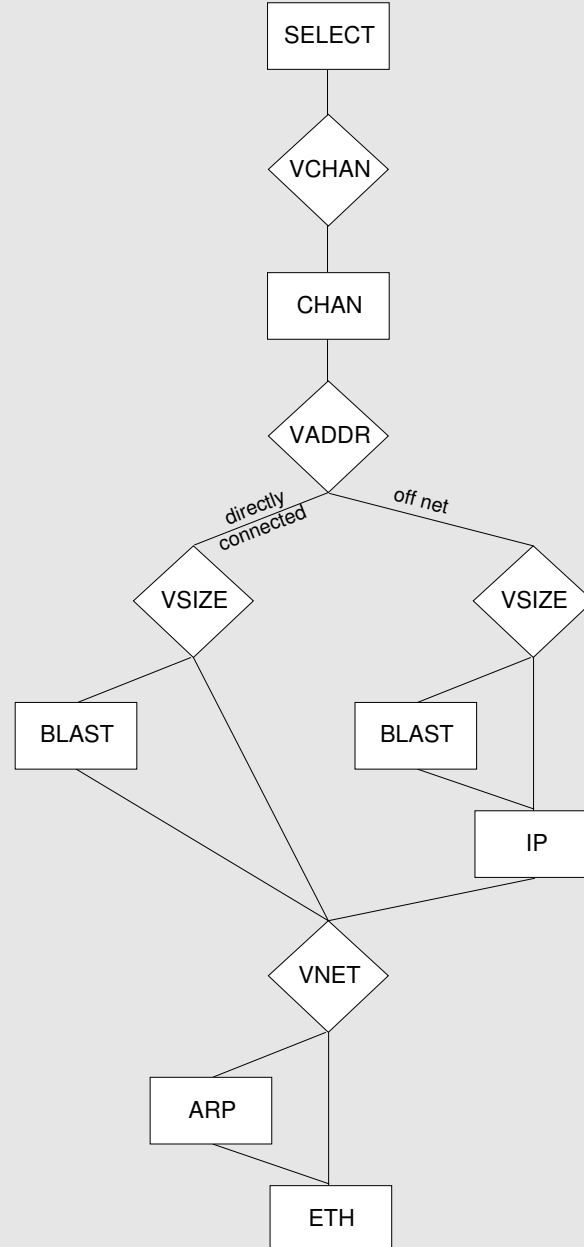 SELECT
VCHAN
CHAN
VADDR
directly
connected
off net
VSIZE
VSIZE
BLAST
BLAST
IP
VNET
ARP
ETH